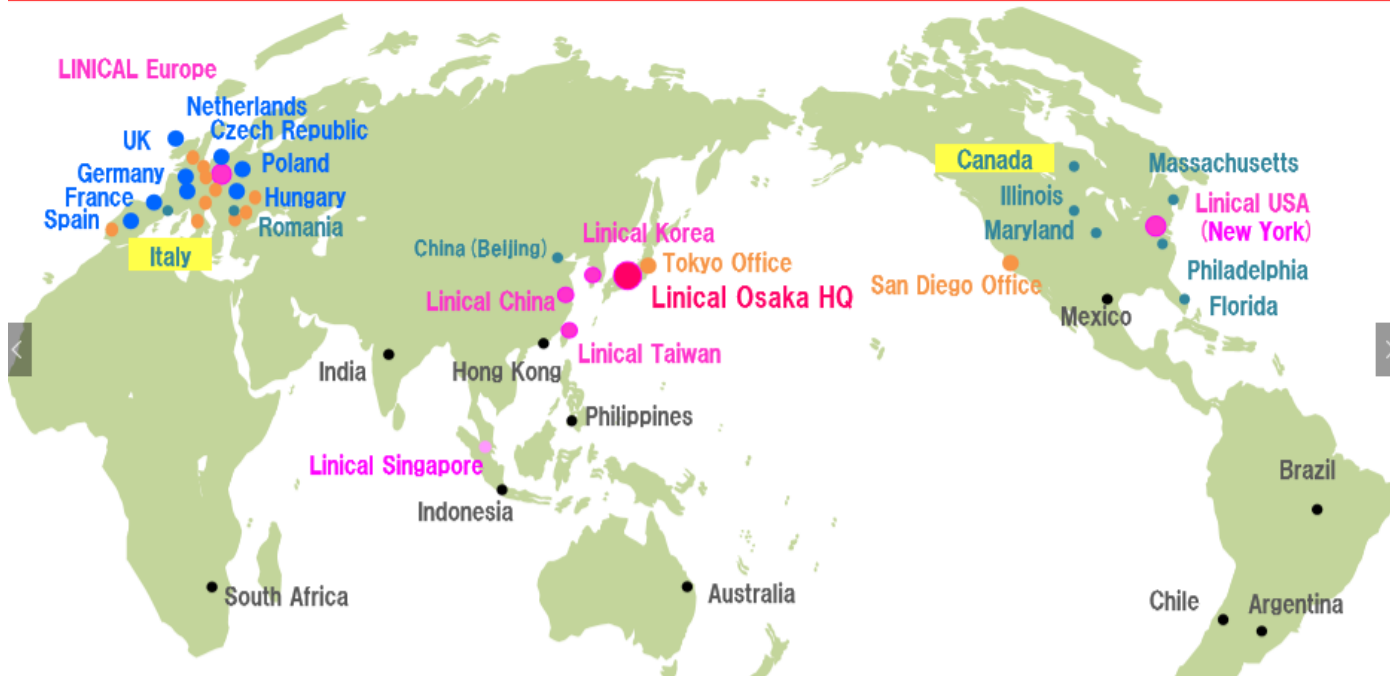 LINICAL Europe
Netherlands
UK
Czech Republic
Germany
Poland
France
Hungary
Spain
Romania
Italy
China (Beijing)
Linical Korea
Tokyo Office
Linical Osaka HQ
Linical China
Linical Taiwan
India
Hong Kong
Philippines
Linical Singapore
Indonesia
South Africa
Australia
Canada
Massachusetts
Illinois
Linical USA
(New York)
Maryland
Philadelphia
San Diego Office
Florida
Mexico
Brazil
Chile
Argentina